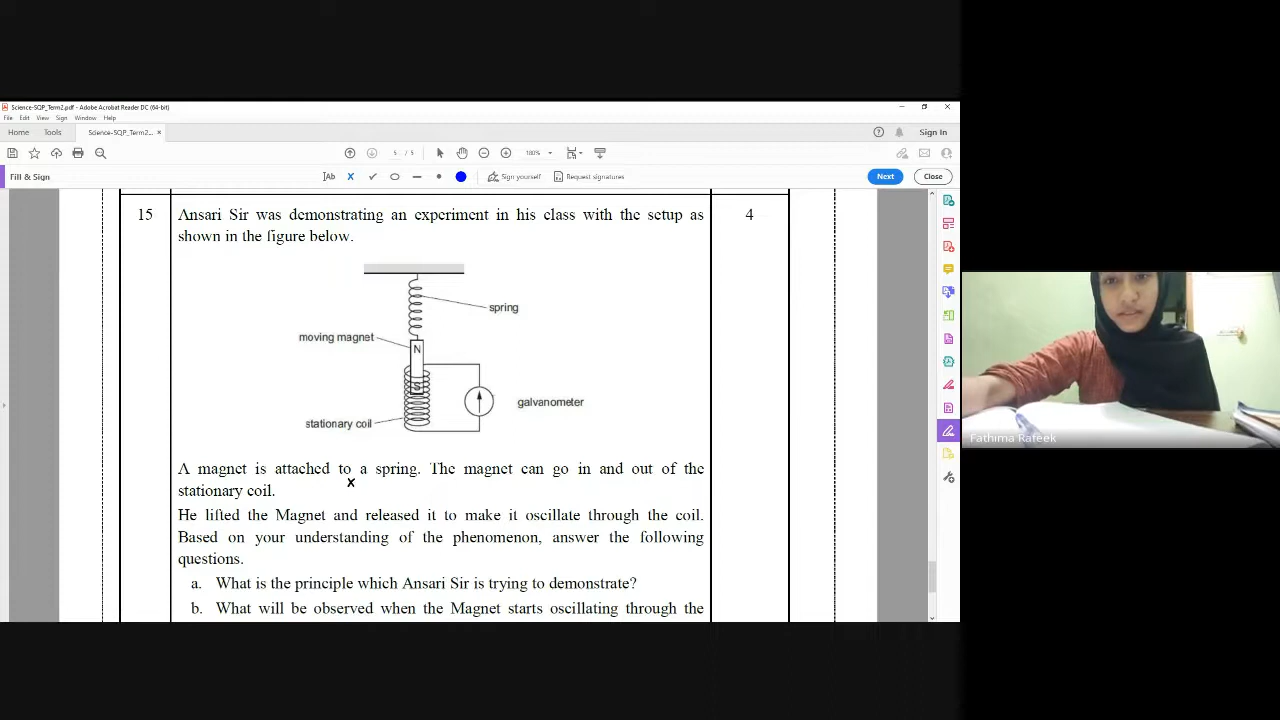 Science-SQP_Term2.pdf - Adobe Acrobat Reader DC (64-bit)
File Edit View Sign Window Help
Home Tools Science-SQP_Term2... × Sign In
5 / 5 180%
Fill & Sign Ab Sign yourself Request signatures Next Close
15 Ansari Sir was demonstrating an experiment in his class with the setup as 4
shown in the figure below.
spring
moving magnet
N
S
galvanometer
stationary coil
A magnet is attached to a spring. The magnet can go in and out of the
stationary coil.
He lifted the Magnet and released it to make it oscillate through the coil.
Based on your understanding of the phenomenon, answer the following
questions.
a. What is the principle which Ansari Sir is trying to demonstrate?
b. What will be observed when the Magnet starts oscillating through the
Fathima Rafeek